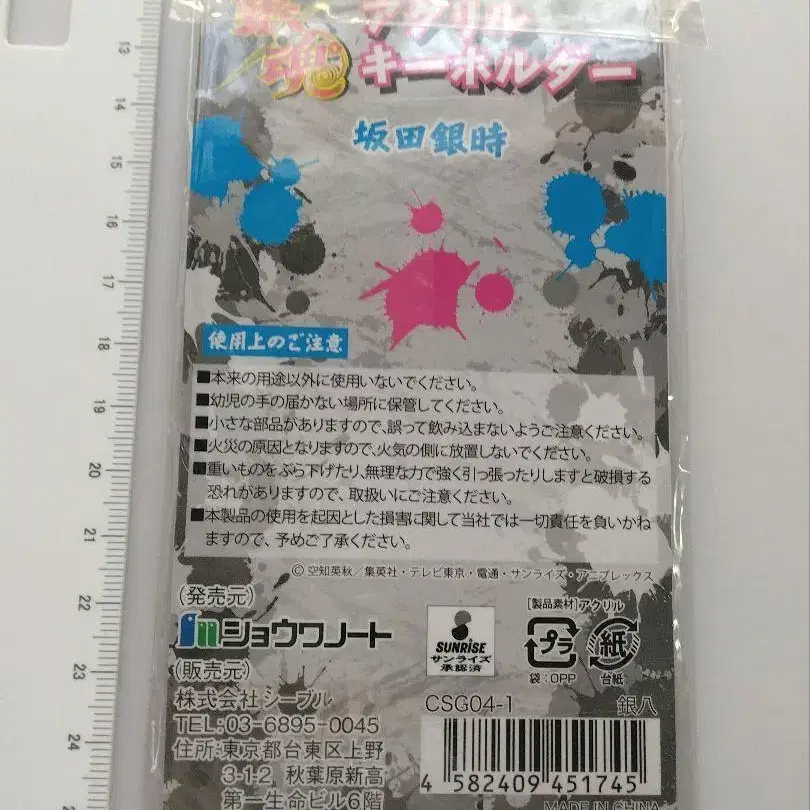 銀魂
アクリル
キーホルダー
坂田銀時
使用上のご注意
■本来の用途以外に使用いないでください。
■幼児の手の届かない場所に保管してください。
■小さな部品がありますので、誤って飲み込まないようご注意ください。
■火災の原因となりますので、火気の側に放置しないでください。
■重いものをぶら下げたり、無理な力で強く引っ張ったりしますと破損する
恐れがありますので、取扱いにご注意ください。
■本製品の使用を起因とした損害に関して当社では一切責任を負いかね
ますので、予めご了承ください。
©空知英秋／集英社・テレビ東京・電通・サンライズ・アニプレックス
(発売元)
ショウワノート
(販売元)
株式会社シーブル
TEL:03-6895-0045
住所:東京都台東区上野
3-1-2 秋葉原新高
第一生命ビル6階
SUNRISE
サンライズ
承認済
[製品素材]アクリル
プラ
紙
袋:OPP
台紙
CSG04-1
銀八
4 582409 451745
MADE IN CHINA
13
14
15
16
17
18
19
20
21
22
23
24